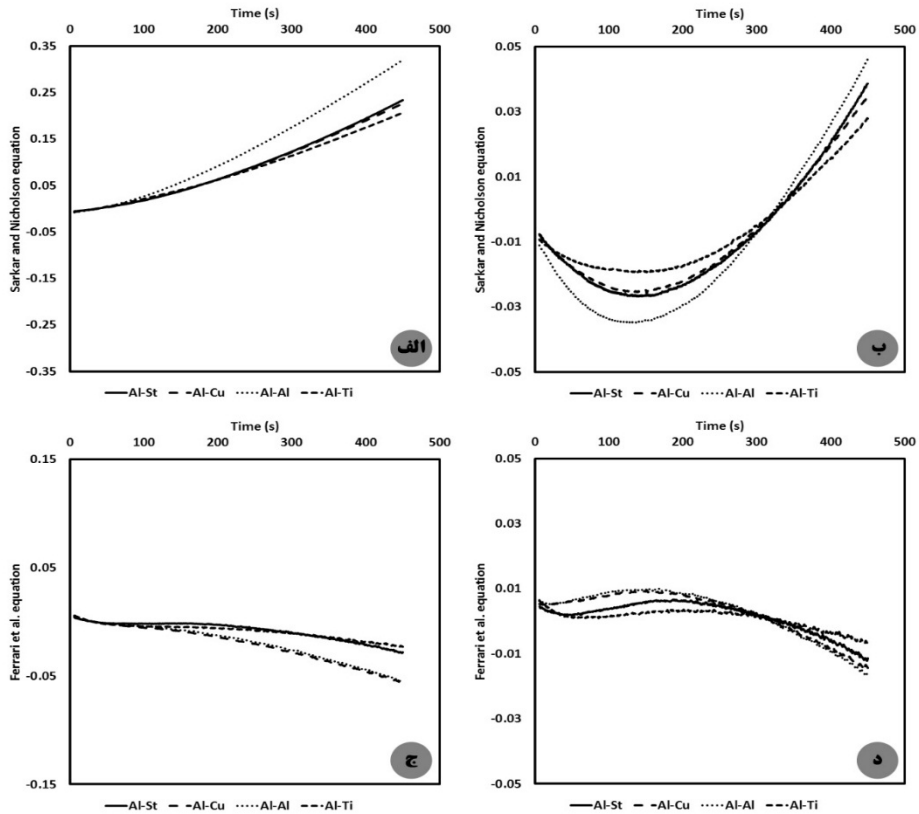 Time (s)
0 100 200 300 400 500
0.35
0.25
0.15
0.05
-0.05
-0.15
-0.25
-0.35
Sarkar and Nicholson equation
الف
Al-St Al-Cu Al-Al Al-Ti
Time (s)
0 100 200 300 400 500
0.05
0.03
0.01
-0.01
-0.03
-0.05
Sarkar and Nicholson equation
ب
Al-St Al-Cu Al-Al Al-Ti
Time (s)
0 100 200 300 400 500
0.15
0.05
-0.05
-0.15
Ferrari et al. equation
ج
Al-St Al-Cu Al-Al Al-Ti
Time (s)
0 100 200 300 400 500
0.05
0.03
0.01
-0.01
-0.03
-0.05
Ferrari et al. equation
د
Al-St Al-Cu Al-Al Al-Ti